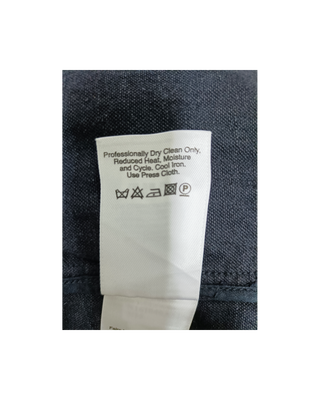 Professionally Dry Clean Only,
Reduced Heat, Moisture
and Cycle. Cool Iron.
Use Press Cloth.
P